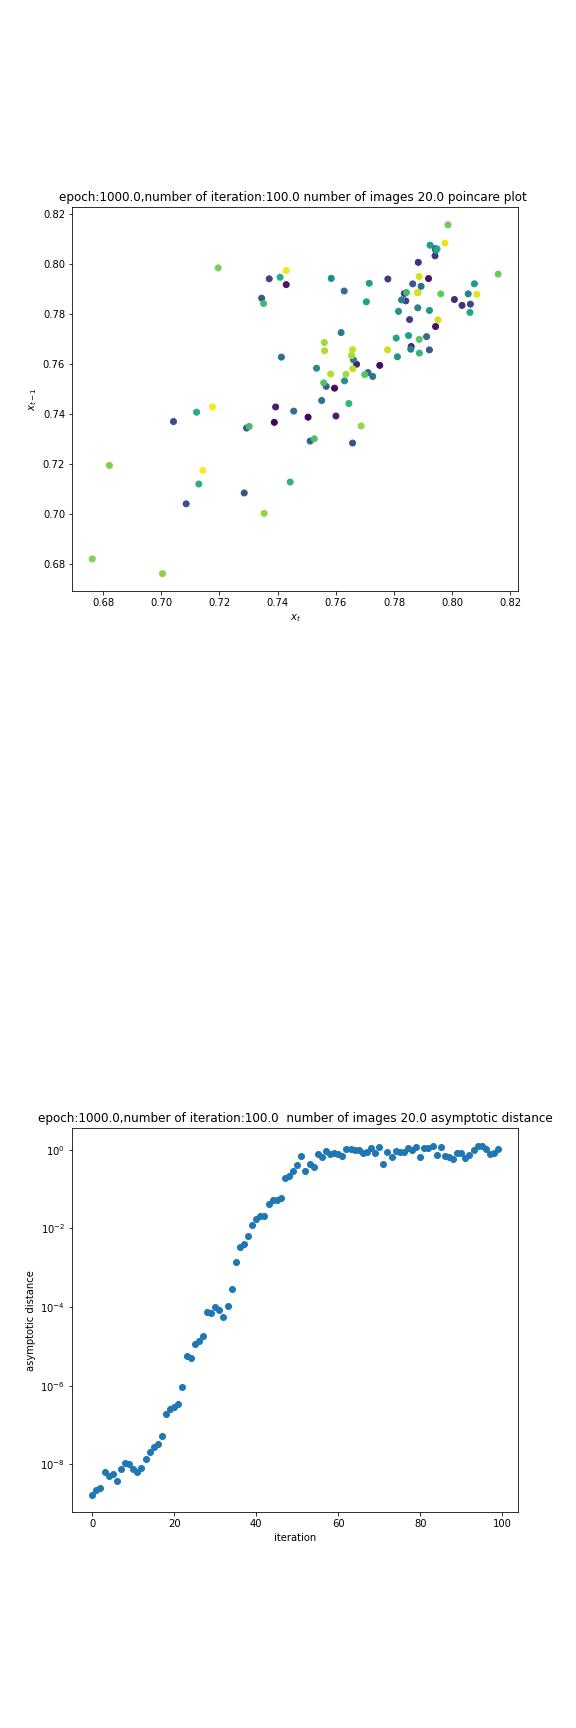 epoch:1000.0,number of iteration:100.0 number of images 20.0 poincare plot
0.82
0.80
0.78
0.76
0.74
0.72
0.70
0.68
x_{t-1}
0.68 0.70 0.72 0.74 0.76 0.78 0.80 0.82
x_t
epoch:1000.0,number of iteration:100.0  number of images 20.0 asymptotic distance
10^0
10^{-2}
10^{-4}
10^{-6}
10^{-8}
asymptotic distance
0 20 40 60 80 100
iteration